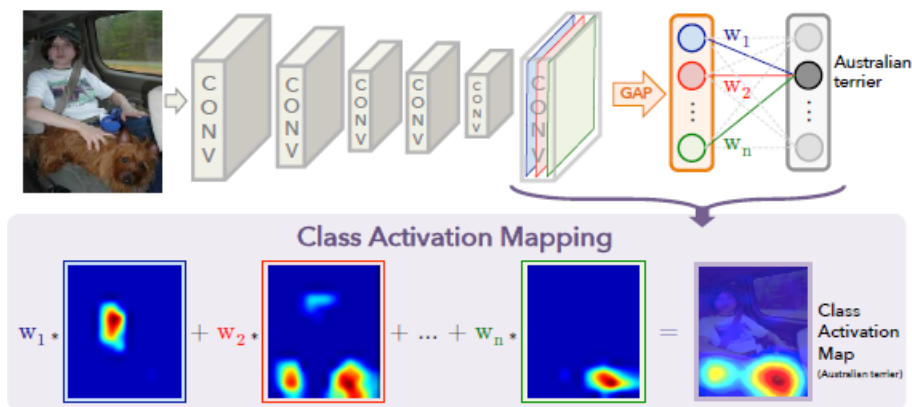 CONV
CONV
CONV
CONV
CONV
CONV
GAP
w1
w2
⋮
wn
⋮
Australian
terrier
Class Activation Mapping
w1 * + w2 * + ... + wn * =
Class
Activation
Map
(Australian terrier)